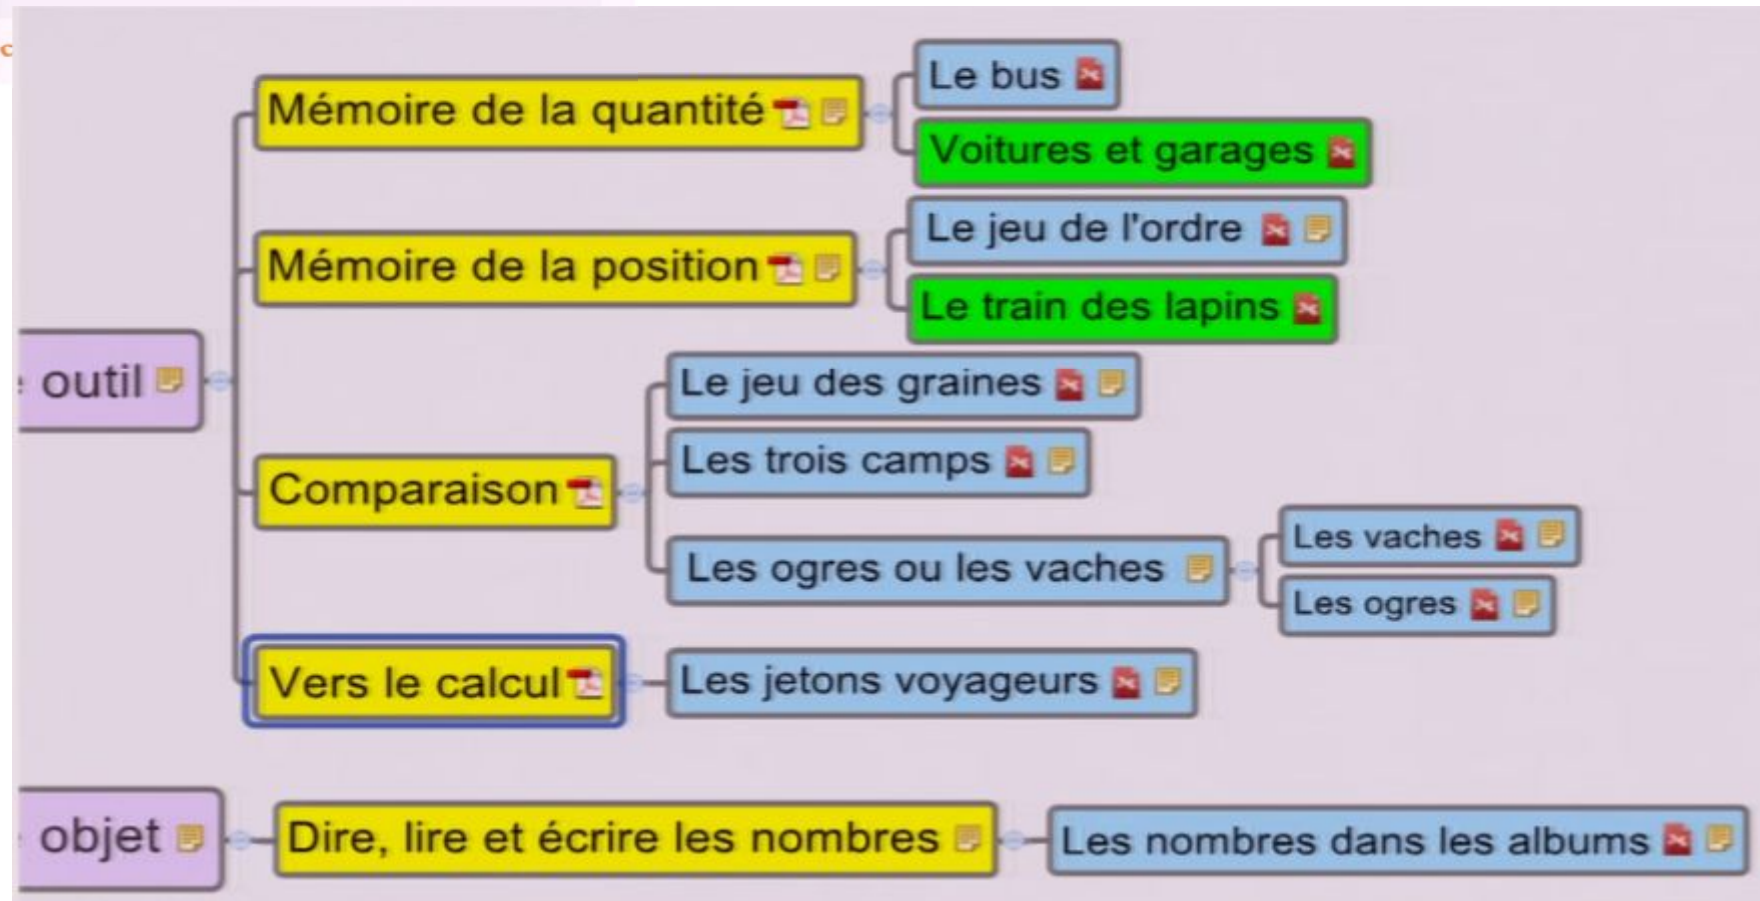 Le bus
Mémoire de la quantité
Voitures et garages
Le jeu de l'ordre
Mémoire de la position
Le train des lapins
outil
Le jeu des graines
Les trois camps
Comparaison
Les vaches
Les ogres ou les vaches
Les ogres
Vers le calcul
Les jetons voyageurs
objet
Dire, lire et écrire les nombres
Les nombres dans les albums